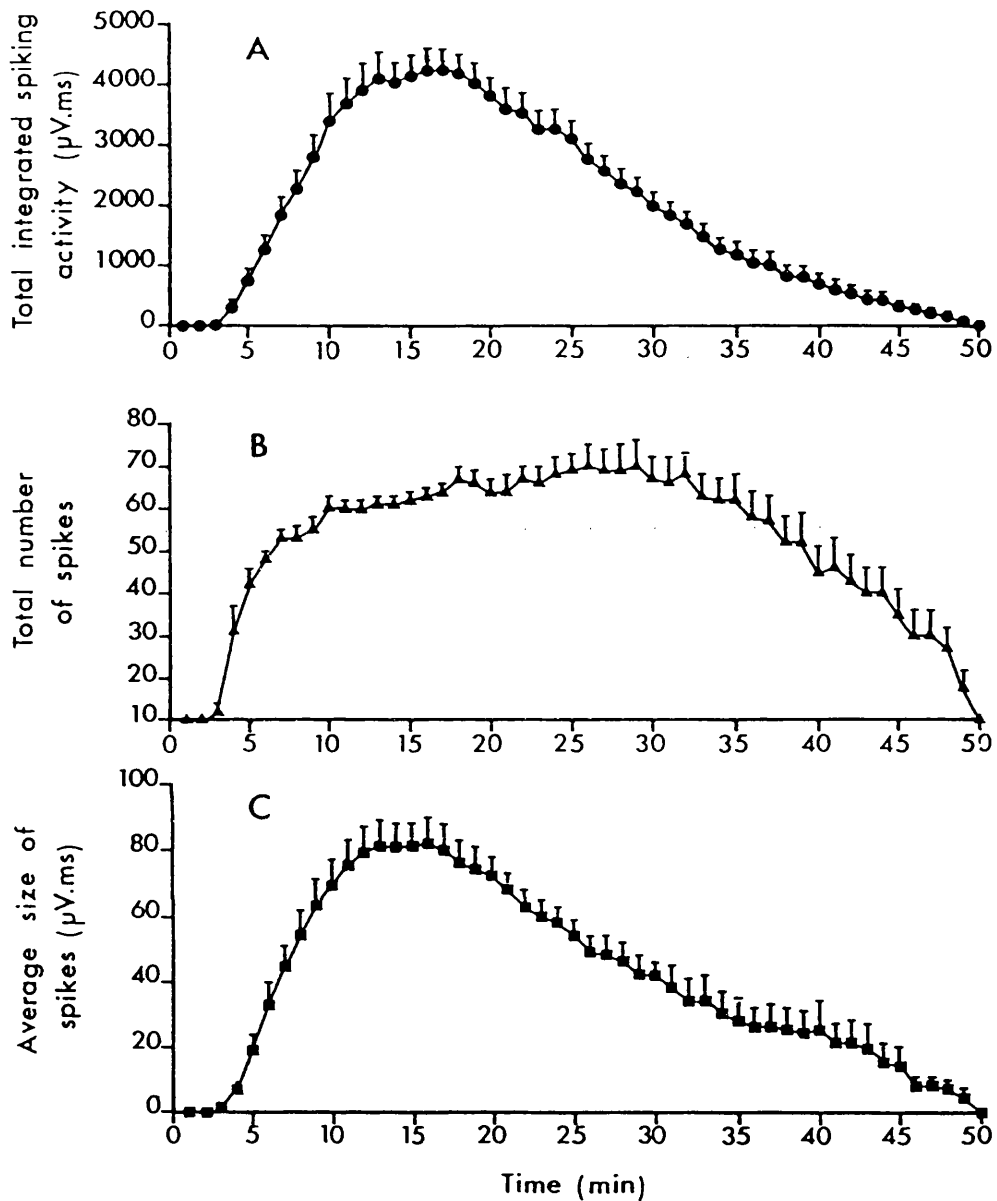 A
Total integrated spiking
activity (µV.ms)
5000
4000
3000
2000
1000
0
0 5 10 15 20 25 30 35 40 45 50
B
Total number
of spikes
80
70
60
50
40
30
20
10
0 5 10 15 20 25 30 35 40 45 50
C
Average size of
spikes (µV.ms)
100
80
60
40
20
0
0 5 10 15 20 25 30 35 40 45 50
Time (min)